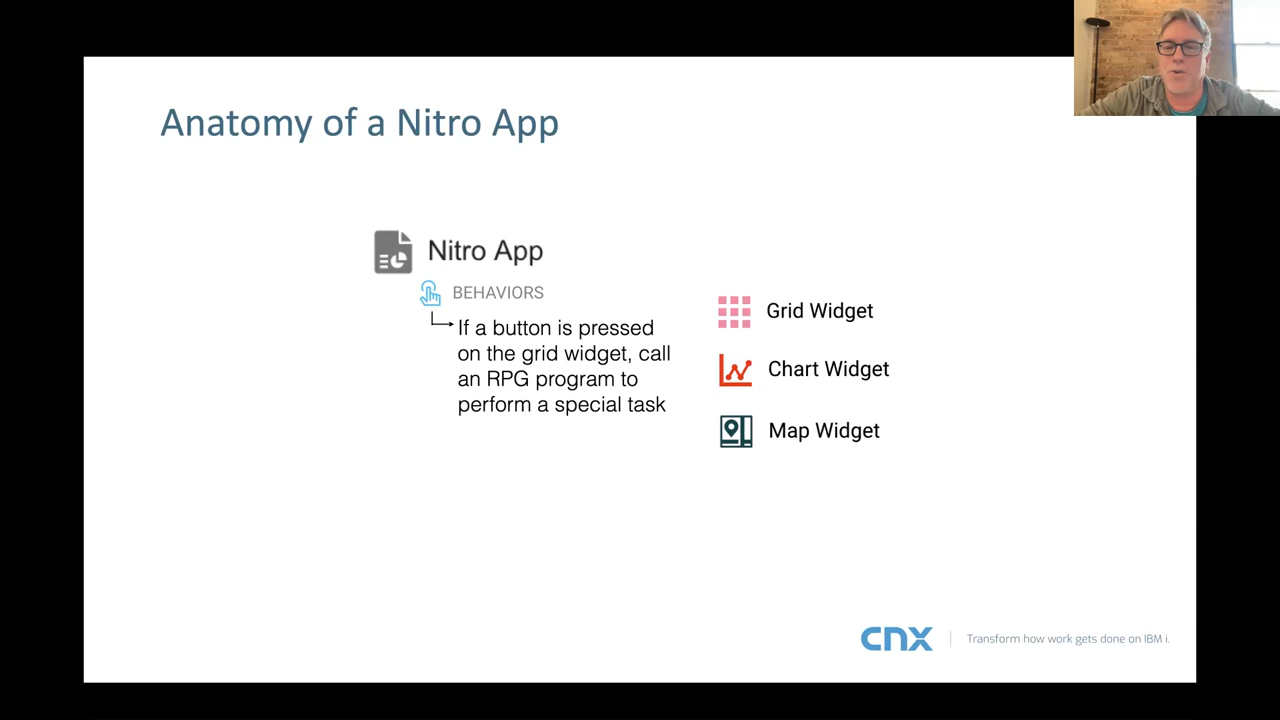 Anatomy of a Nitro App
Nitro App
BEHAVIORS
If a button is pressed
on the grid widget, call
an RPG program to
perform a special task
Grid Widget
Chart Widget
Map Widget
cnx
Transform how work gets done on IBM i.